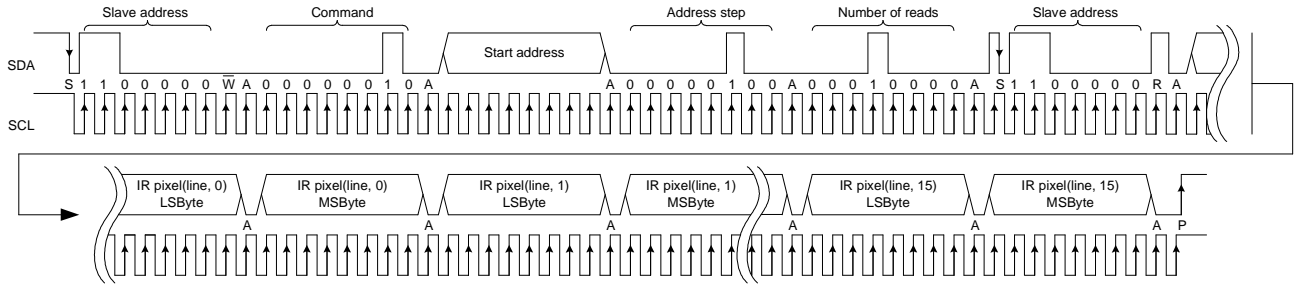 Slave address Command Address step Number of reads Slave address
SDA
Start address
S 1 1 0 0 0 0 0 W̅ A 0 0 0 0 0 0 1 0 A A 0 0 0 0 0 1 0 0 A 0 0 0 1 0 0 0 0 A S 1 1 0 0 0 0 0 R A
SCL
IR pixel(line, 0) IR pixel(line, 0) IR pixel(line, 1) IR pixel(line, 1) IR pixel(line, 15) IR pixel(line, 15)
LSByte MSByte LSByte MSByte LSByte MSByte
A A A A A A P